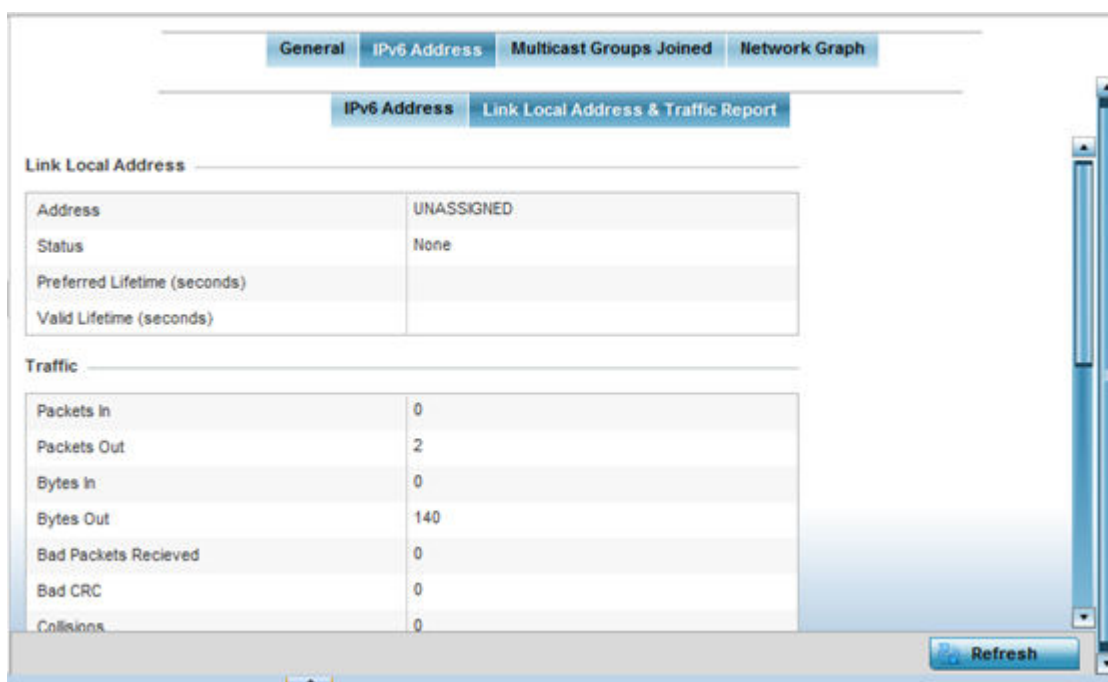 General IPv6 Address Multicast Groups Joined Network Graph
IPv6 Address Link Local Address & Traffic Report
Link Local Address
Address UNASSIGNED
Status None
Preferred Lifetime (seconds)
Valid Lifetime (seconds)
Traffic
Packets In 0
Packets Out 2
Bytes In 0
Bytes Out 140
Bad Packets Recieved 0
Bad CRC 0
Collisions 0
Refresh